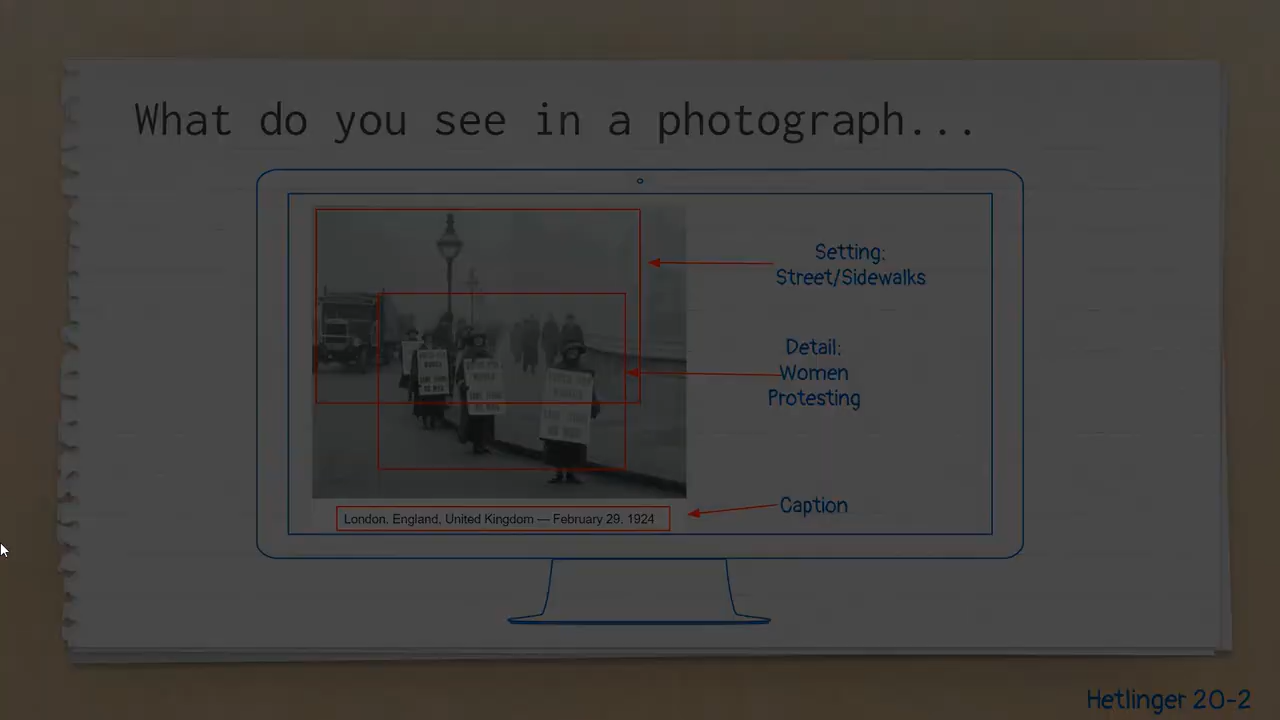 What do you see in a photograph...
Setting:
Street/Sidewalks
Detail:
Women
Protesting
Caption
London, England, United Kingdom — February 29, 1924
Hetlinger 20-2